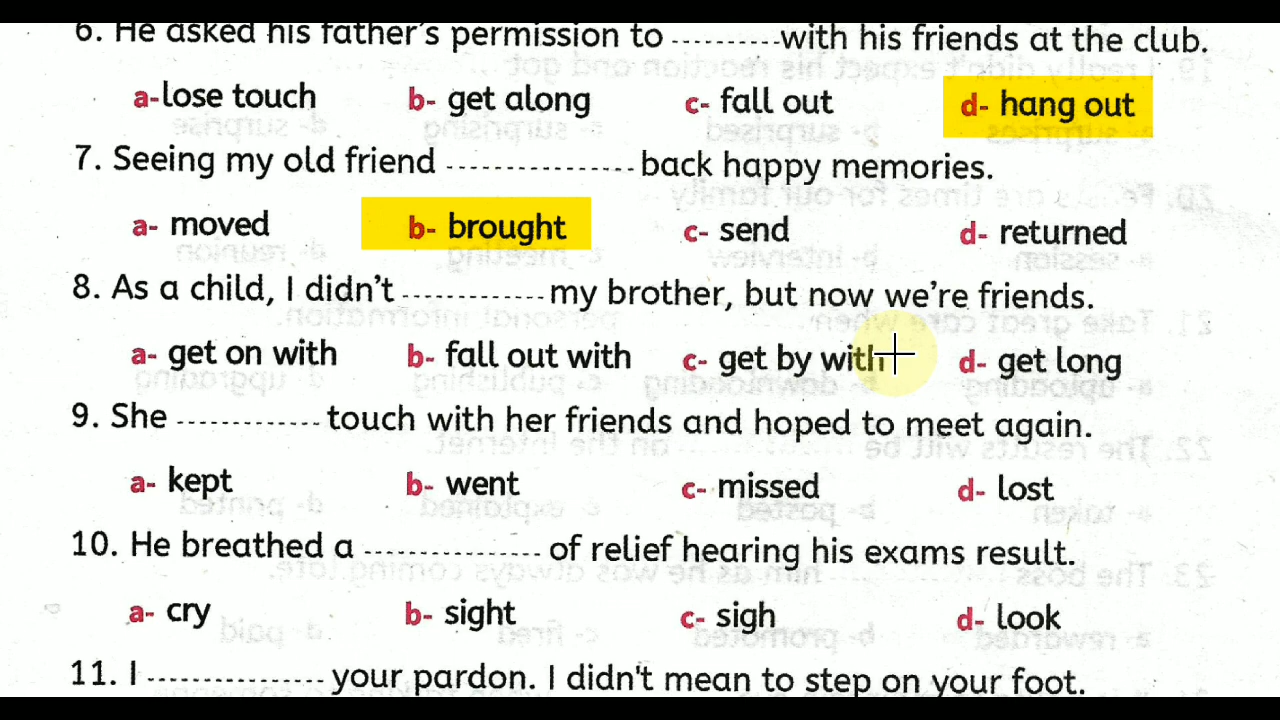 6. He asked his father's permission to ----------with his friends at the club.
a-lose touch b- get along c- fall out d- hang out
7. Seeing my old friend ---------------- back happy memories.
a- moved b- brought c- send d- returned
8. As a child, I didn't ------------- my brother, but now we're friends.
a- get on with b- fall out with c- get by with d- get long
9. She ------------- touch with her friends and hoped to meet again.
a- kept b- went c- missed d- lost
10. He breathed a ---------------- of relief hearing his exams result.
a- cry b- sight c- sigh d- look
11. I ---------------- your pardon. I didn't mean to step on your foot.